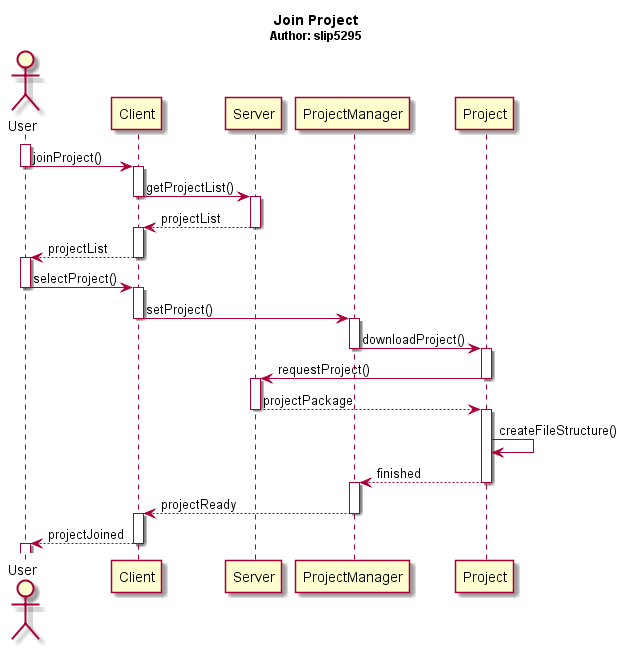 Join Project
Author: slip5295
User
Client
Server
ProjectManager
Project
joinProject()
getProjectList()
projectList
projectList
selectProject()
setProject()
downloadProject()
requestProject()
projectPackage
createFileStructure()
finished
projectReady
projectJoined
User
Client
Server
ProjectManager
Project